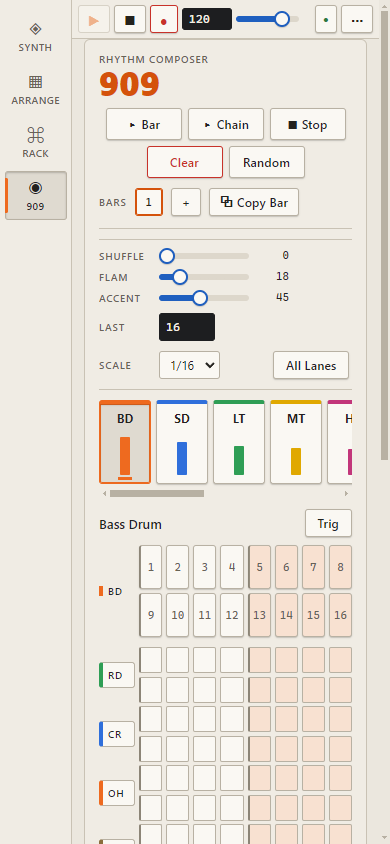 120
...
SYNTH
ARRANGE
RACK
909
RHYTHM COMPOSER
909
Bar
Chain
Stop
Clear
Random
BARS 1 + Copy Bar
SHUFFLE 0
FLAM 18
ACCENT 45
LAST 16
SCALE 1/16 All Lanes
BD SD LT MT
Bass Drum Trig
BD
1 2 3 4 5 6 7 8
9 10 11 12 13 14 15 16
RD
CR
OH